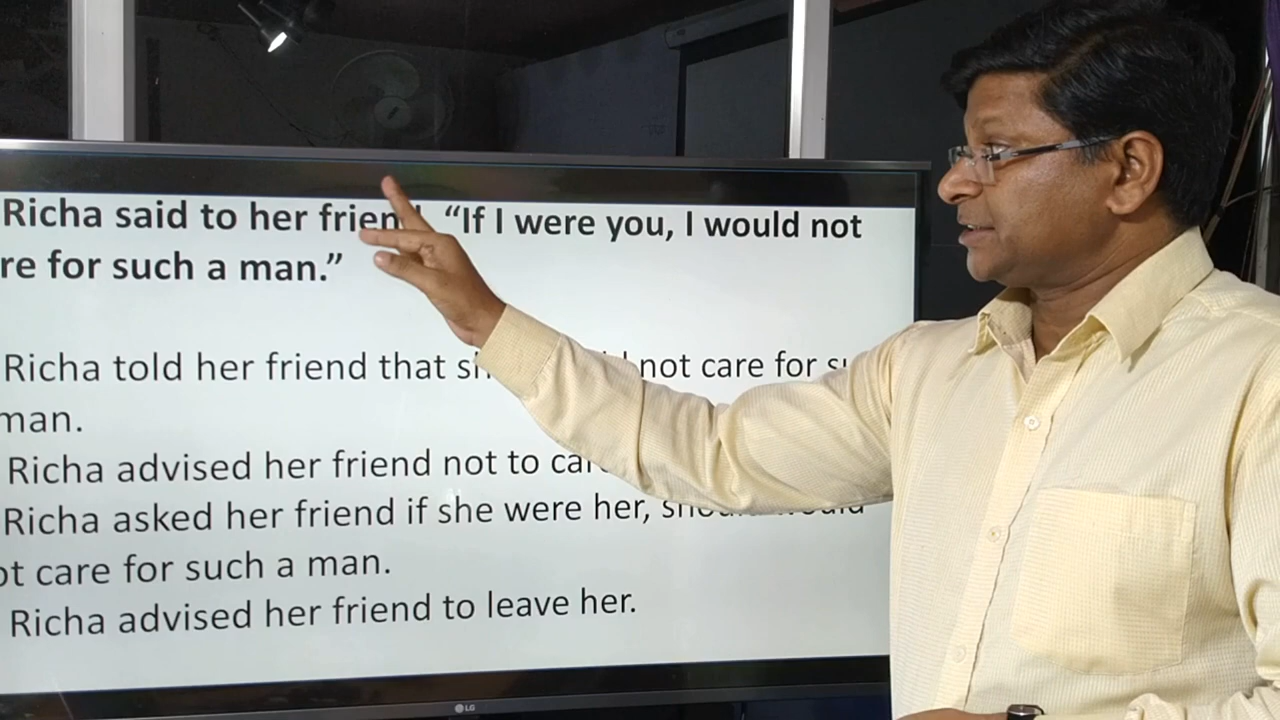 Richa said to her friend, “If I were you, I would not
re for such a man.”
Richa told her friend that not care for
man.
Richa advised her friend not to
Richa asked her friend if she were her,
ot care for such a man.
Richa advised her friend to leave her.
LG